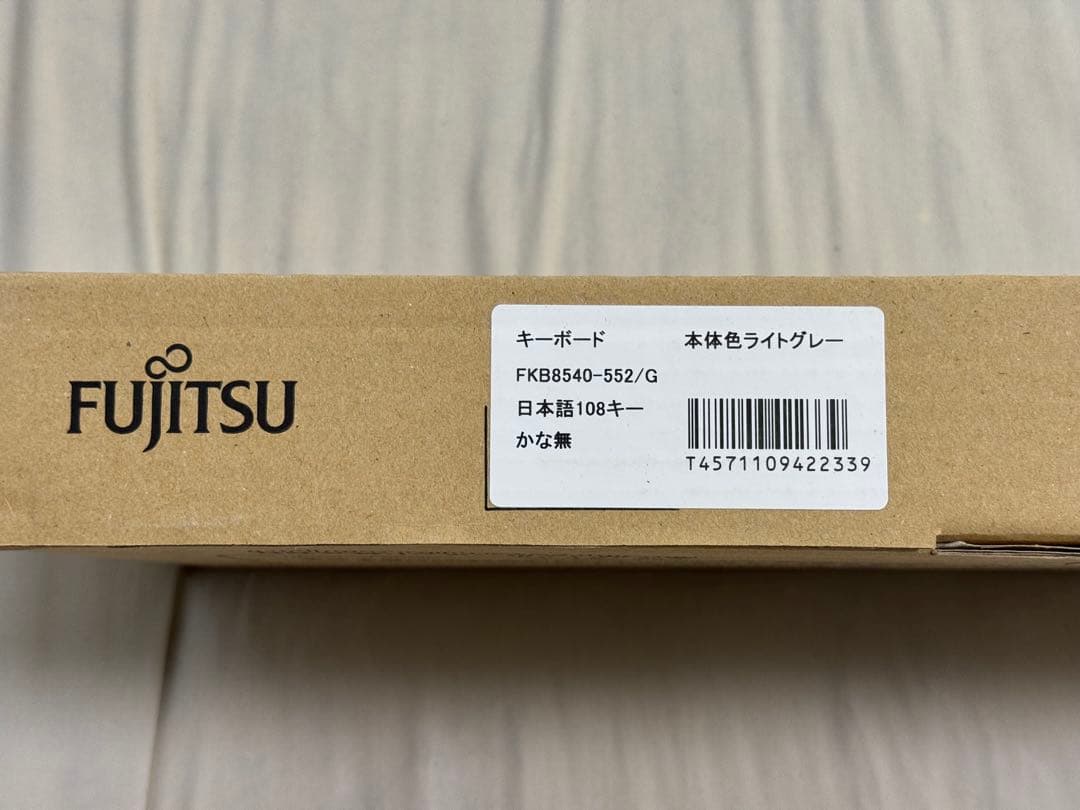 FUJITSU
キーボード 本体色ライトグレー
FKB8540-552/G
日本語108キー
かな無
T4571109422339